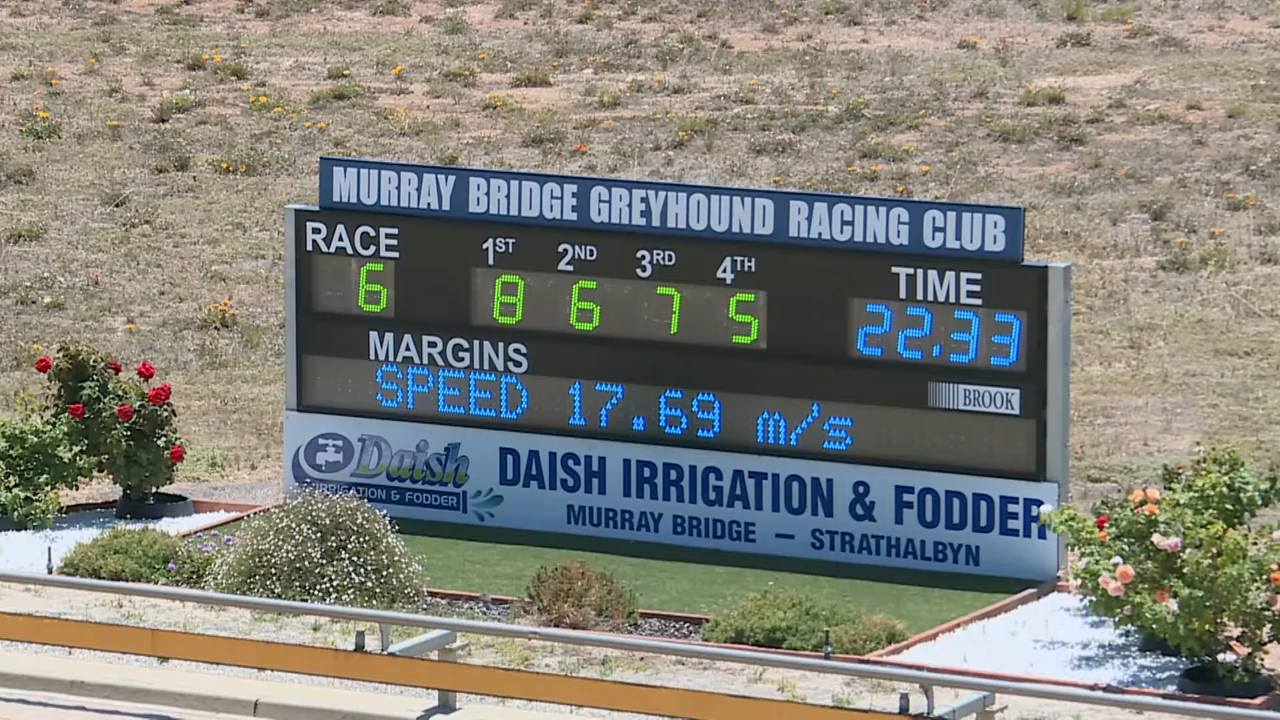 MURRAY BRIDGE GREYHOUND RACING CLUB
RACE 1ST 2ND 3RD 4TH TIME
6 8 6 7 5 22.33
MARGINS
BROOK
SPEED 17.69 m/s
Daish
IRRIGATION & FODDER
DAISH IRRIGATION & FODDER
MURRAY BRIDGE — STRATHALBYN